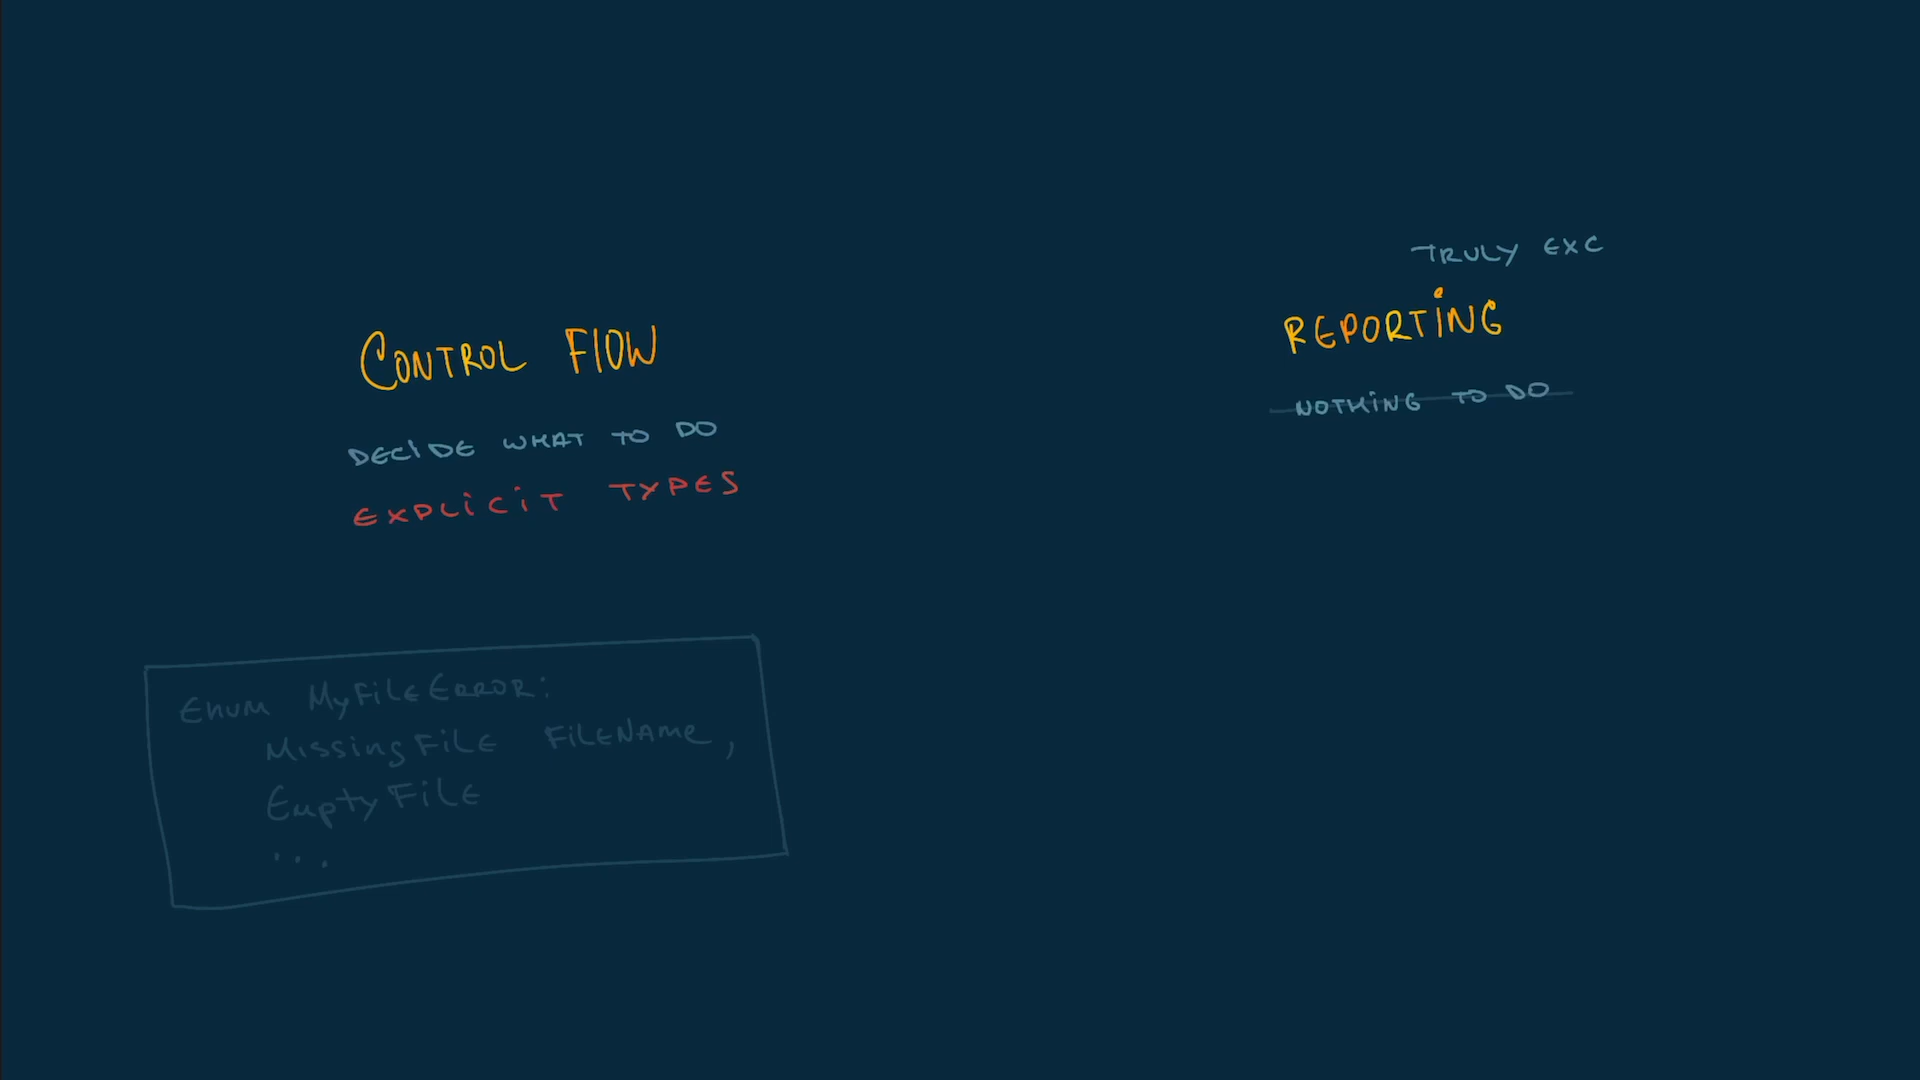 CONTROL FLOW
DECIDE WHAT TO DO
EXPLICIT TYPES
Enum MyFileError:
MissingFile FileName,
EmptyFile
...
TRULY EXC
REPORTING
NOTHING TO DO